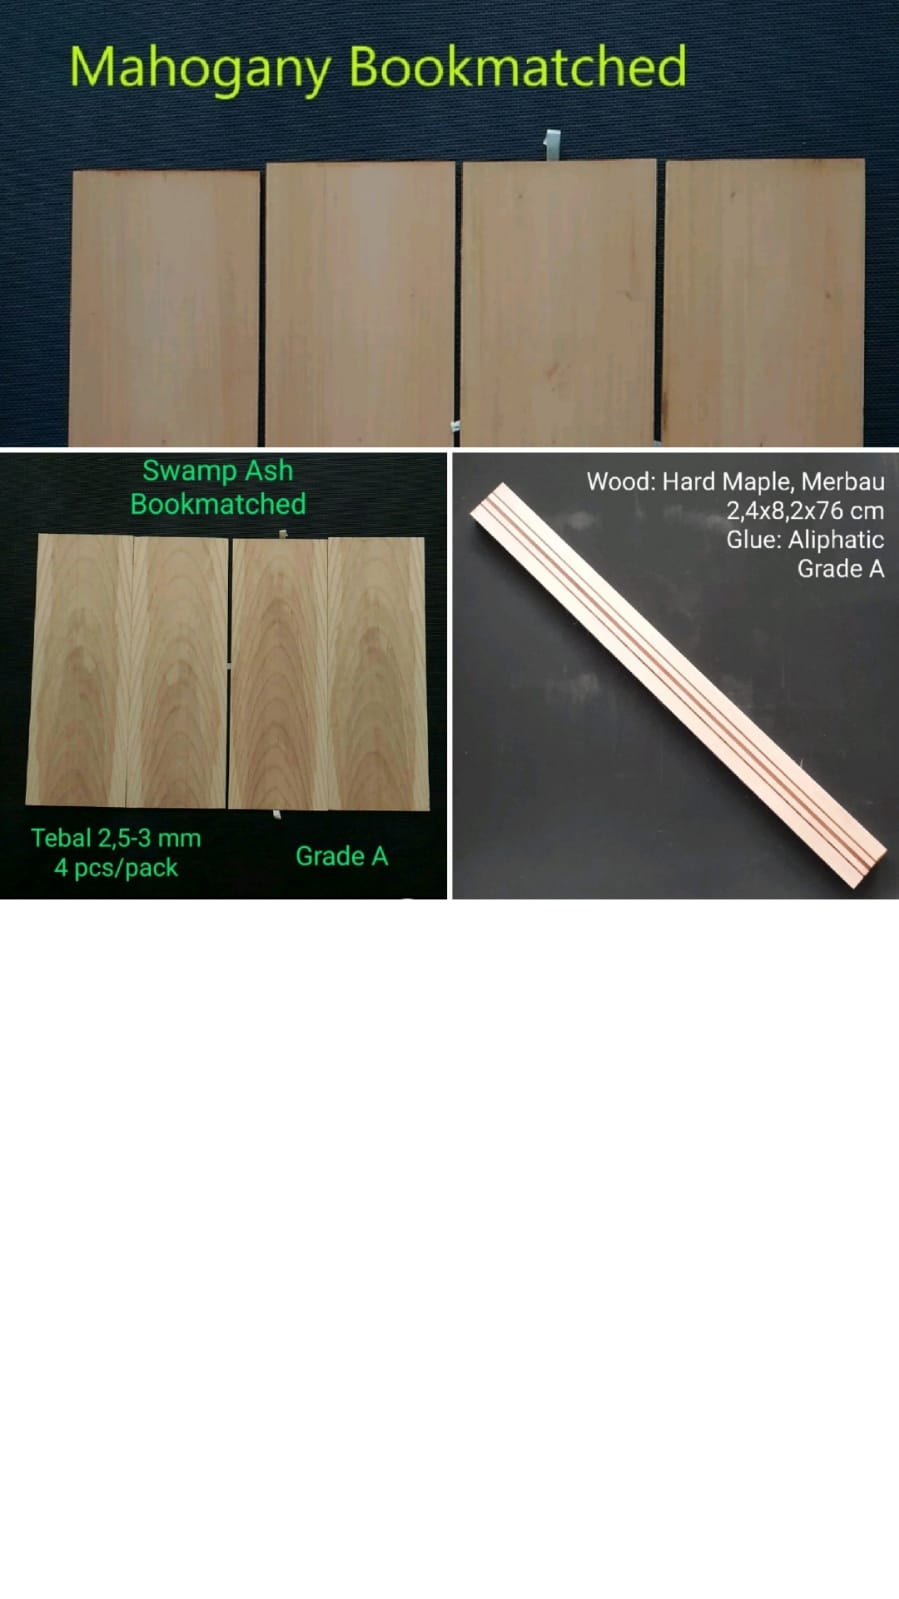 Mahogany Bookmatched
Swamp Ash
Bookmatched
Tebal 2,5-3 mm
4 pcs/pack
Grade A
Wood: Hard Maple, Merbau
2,4x8,2x76 cm
Glue: Aliphatic
Grade A